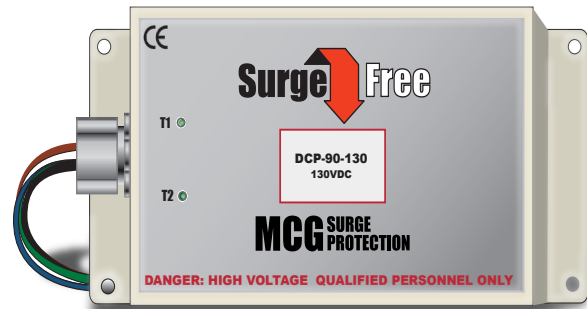 CE
Surge Free
T1
DCP-90-130
130VDC
T2
MCG SURGE
PROTECTION
DANGER: HIGH VOLTAGE QUALIFIED PERSONNEL ONLY